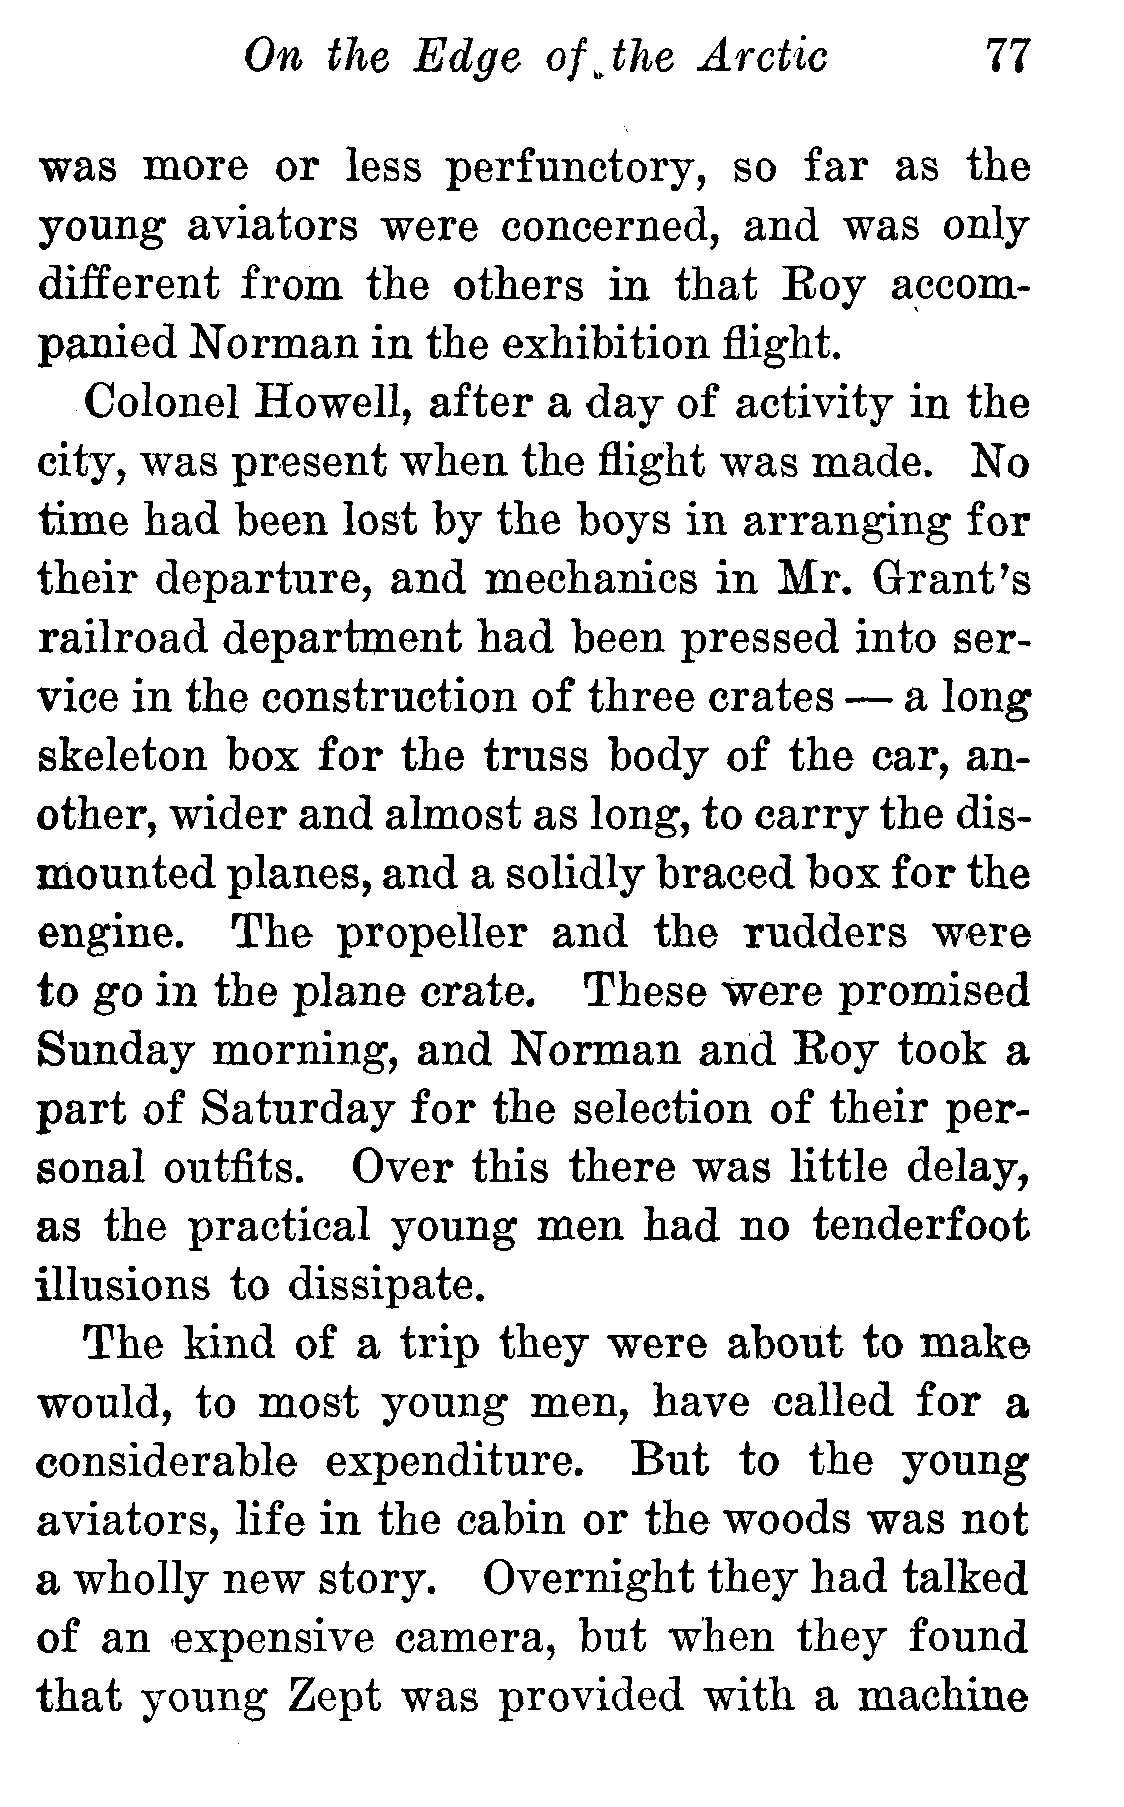 On the Edge of the Arctic 77
was more or less perfunctory, so far as the
young aviators were concerned, and was only
different from the others in that Roy accom-
panied Norman in the exhibition flight.
Colonel Howell, after a day of activity in the
city, was present when the flight was made. No
time had been lost by the boys in arranging for
their departure, and mechanics in Mr. Grant's
railroad department had been pressed into ser-
vice in the construction of three crates — a long
skeleton box for the truss body of the car, an-
other, wider and almost as long, to carry the dis-
mounted planes, and a solidly braced box for the
engine. The propeller and the rudders were
to go in the plane crate. These were promised
Sunday morning, and Norman and Roy took a
part of Saturday for the selection of their per-
sonal outfits. Over this there was little delay,
as the practical young men had no tenderfoot
illusions to dissipate.
The kind of a trip they were about to make
would, to most young men, have called for a
considerable expenditure. But to the young
aviators, life in the cabin or the woods was not
a wholly new story. Overnight they had talked
of an expensive camera, but when they found
that young Zept was provided with a machine